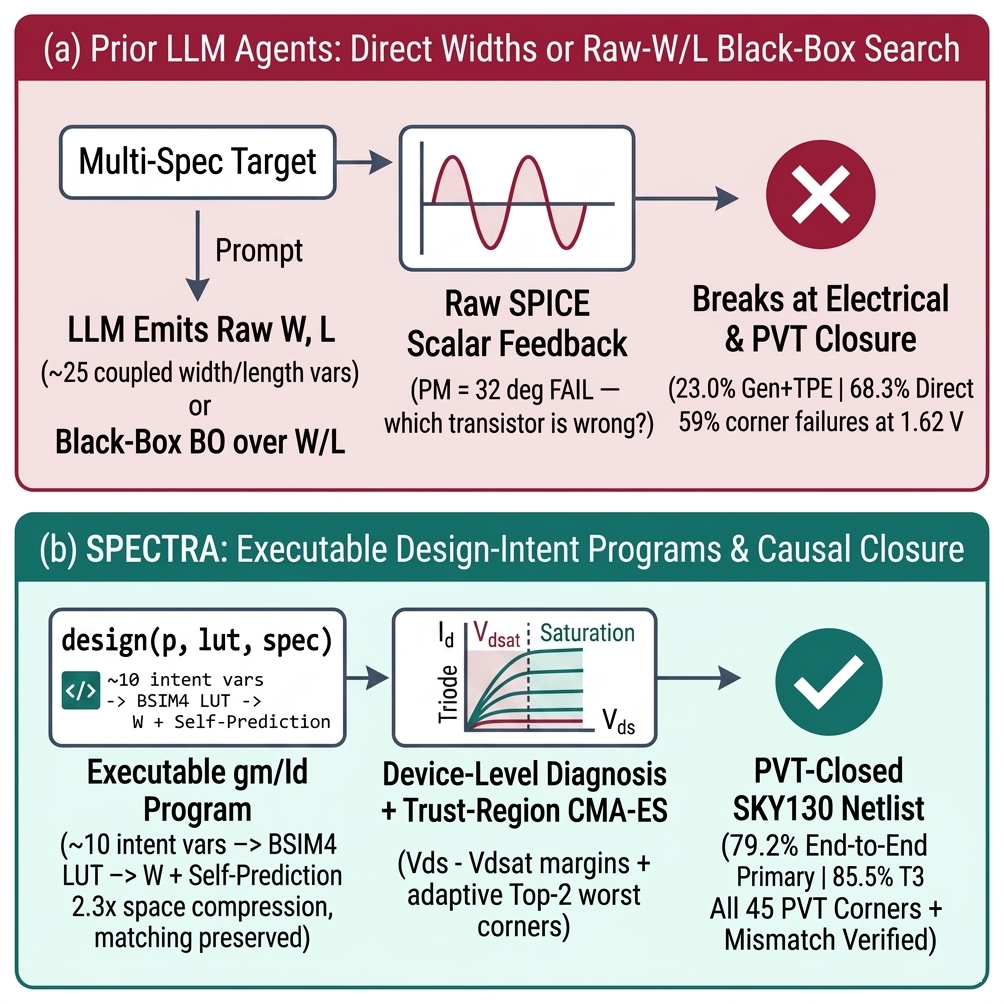 (a) Prior LLM Agents: Direct Widths or Raw-W/L Black-Box Search
Multi-Spec Target
Prompt
LLM Emits Raw W, L
(~25 coupled width/length vars)
or
Black-Box BO over W/L
Raw SPICE
Scalar Feedback
(PM = 32 deg FAIL —
which transistor is wrong?)
Breaks at Electrical
& PVT Closure
(23.0% Gen+TPE | 68.3% Direct
59% corner failures at 1.62 V
(b) SPECTRA: Executable Design-Intent Programs & Causal Closure
design(p, lut, spec)
</>
~10 intent vars
-> BSIM4 LUT ->
W + Self-Prediction
Executable gm/Id
Program
(~10 intent vars –> BSIM4
LUT –> W + Self-Prediction
2.3x space compression,
matching preserved)
Id
Vdsat
Saturation
Triode
Vds
Device-Level Diagnosis
+ Trust-Region CMA-ES
(Vds - Vdsat margins +
adaptive Top-2 worst
corners)
PVT-Closed
SKY130 Netlist
(79.2% End-to-End
Primary | 85.5% T3
All 45 PVT Corners +
Mismatch Verified)